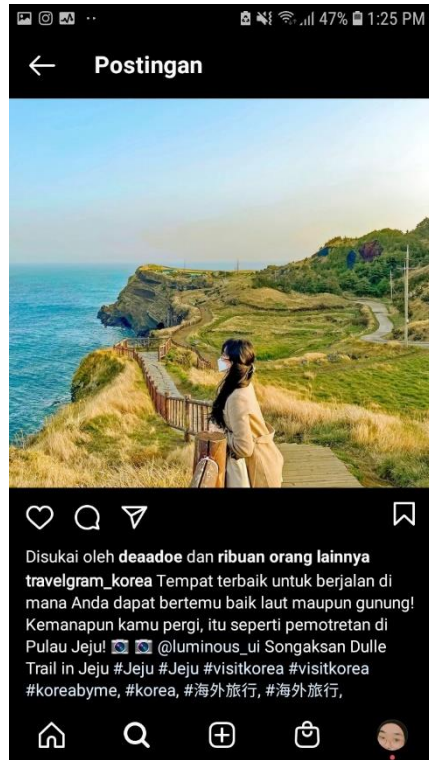 47% 1:25 PM
Postingan
Disukai oleh deaadoe dan ribuan orang lainnya
travelgram_korea Tempat terbaik untuk berjalan di
mana Anda dapat bertemu baik laut maupun gunung!
Kemanapun kamu pergi, itu seperti pemotretan di
Pulau Jeju! 📷 📷 @luminous_ui Songaksan Dulle
Trail in Jeju #Jeju #Jeju #visitkorea #visitkorea
#koreabyme, #korea, #海外旅行, #海外旅行,